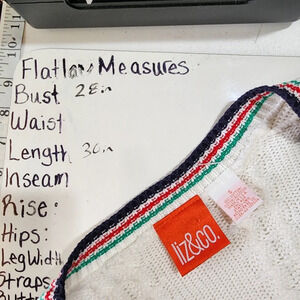 Flatlay Measures
Bust 28in
Waist
Length 30in
Inseam
Rise:
Hips:
Leg Width
Straps
liz&co.